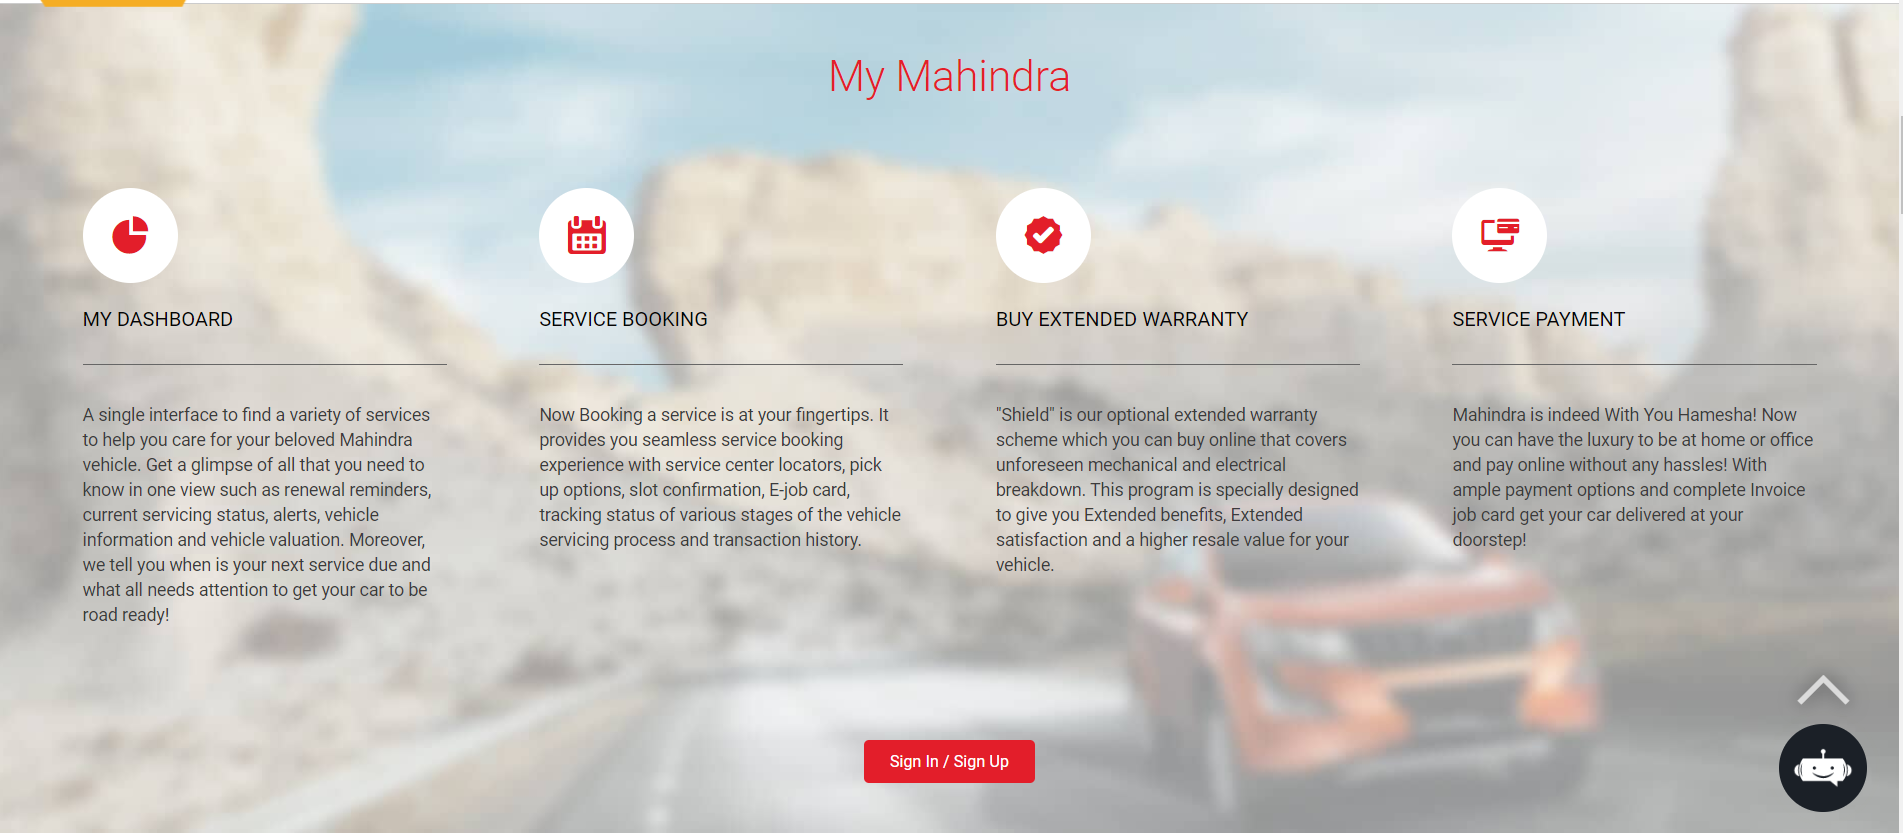 My Mahindra
MY DASHBOARD
A single interface to find a variety of services
to help you care for your beloved Mahindra
vehicle. Get a glimpse of all that you need to
know in one view such as renewal reminders,
current servicing status, alerts, vehicle
information and vehicle valuation. Moreover,
we tell you when is your next service due and
what all needs attention to get your car to be
road ready!
SERVICE BOOKING
Now Booking a service is at your fingertips. It
provides you seamless service booking
experience with service center locators, pick
up options, slot confirmation, E-job card,
tracking status of various stages of the vehicle
servicing process and transaction history.
BUY EXTENDED WARRANTY
"Shield" is our optional extended warranty
scheme which you can buy online that covers
unforeseen mechanical and electrical
breakdown. This program is specially designed
to give you Extended benefits, Extended
satisfaction and a higher resale value for your
vehicle.
SERVICE PAYMENT
Mahindra is indeed With You Hamesha! Now
you can have the luxury to be at home or office
and pay online without any hassles! With
ample payment options and complete Invoice
job card get your car delivered at your
doorstep!
Sign In / Sign Up